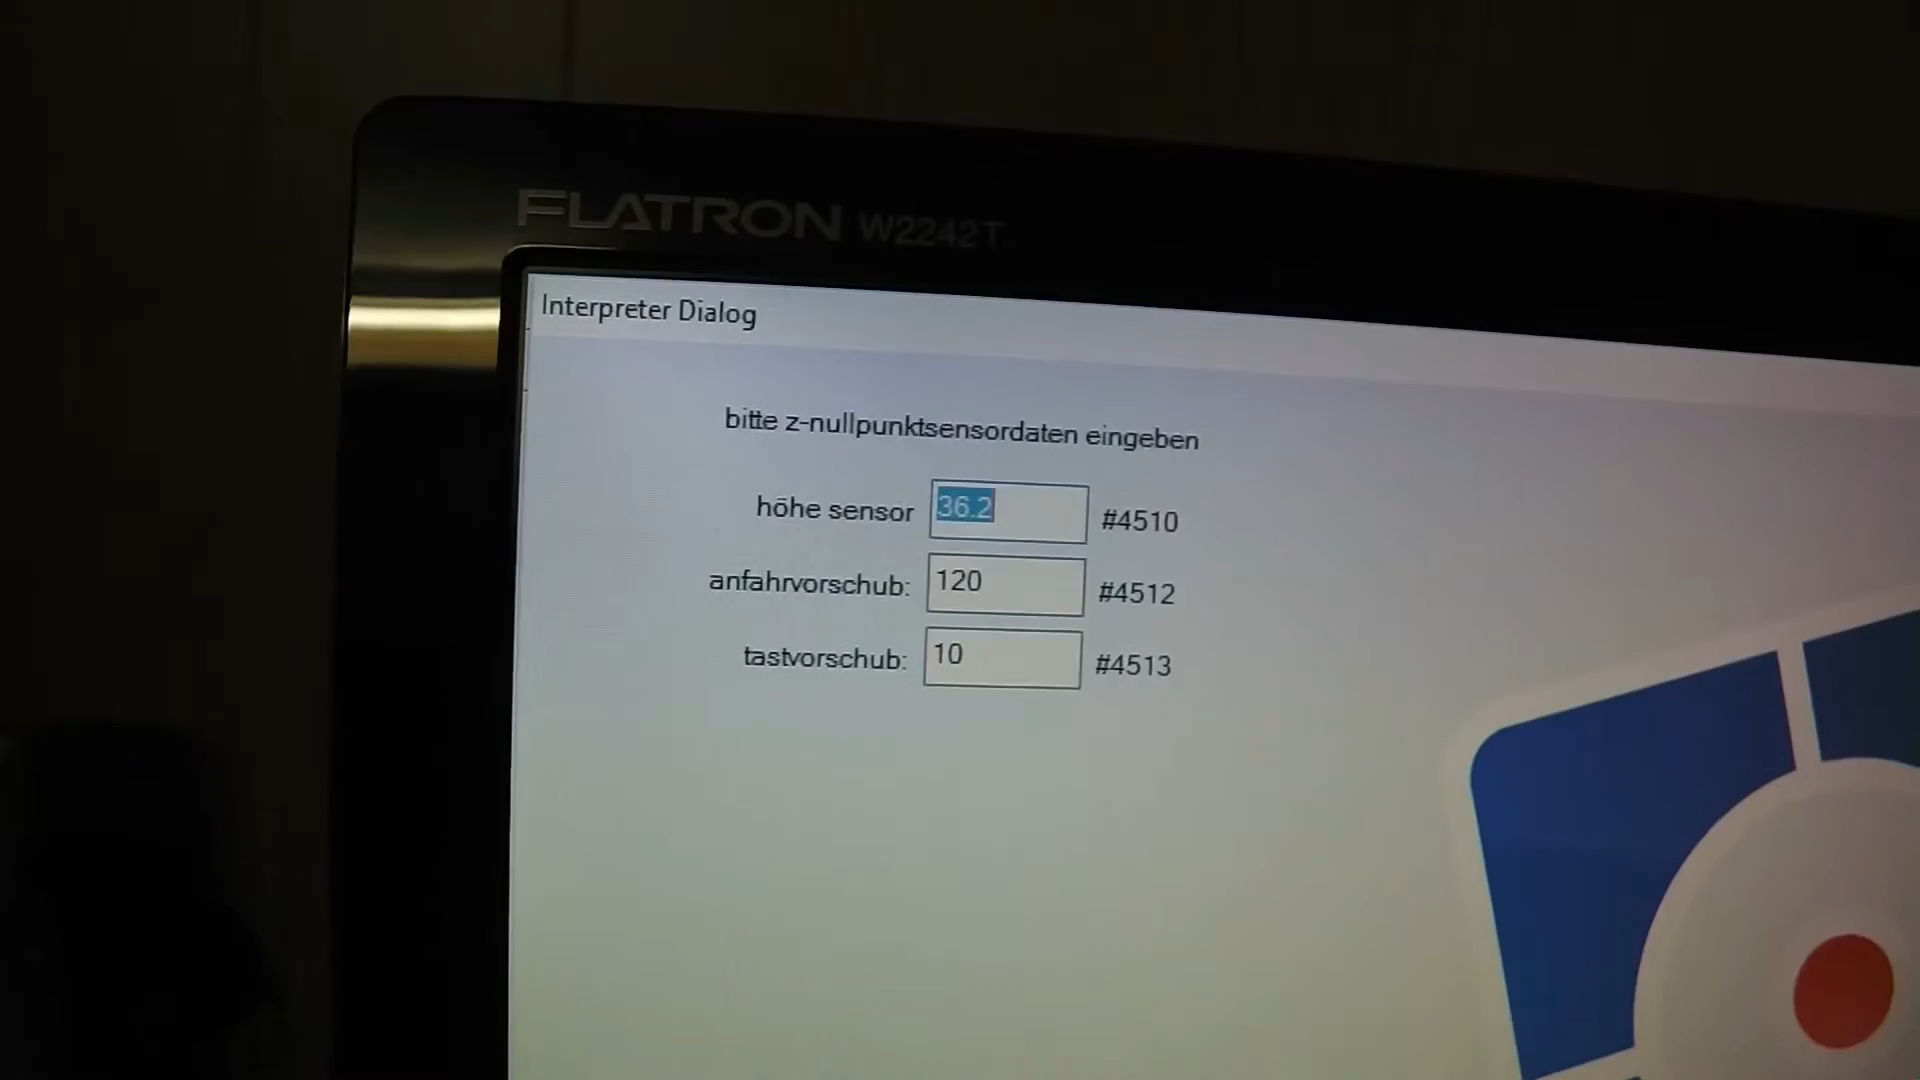 FLATRON W2242T
Interpreter Dialog
bitte z-nullpunktsensordaten eingeben
höhe sensor 36.2 #4510
anfahrvorschub: 120 #4512
tastvorschub: 10 #4513